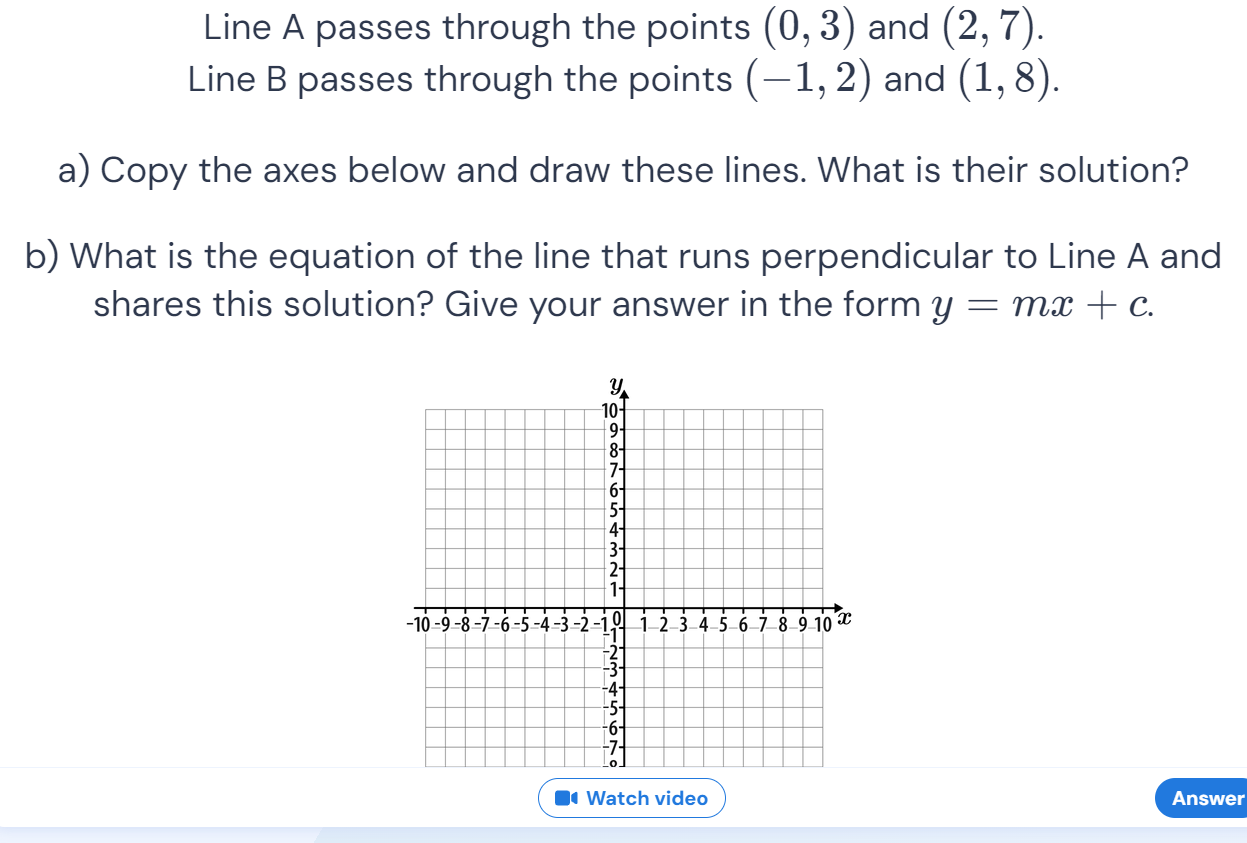 Line A passes through the points (0, 3) and (2, 7).
Line B passes through the points (−1, 2) and (1, 8).
a) Copy the axes below and draw these lines. What is their solution?
b) What is the equation of the line that runs perpendicular to Line A and
shares this solution? Give your answer in the form y = mx + c.
y
10
9
8
7
6
5
4
3
2
1
-10 -9 -8 -7 -6 -5 -4 -3 -2 -1 0 1 2 3 4 5 6 7 8 9 10 x
-1
-2
-3
-4
-5
-6
-7
Watch video
Answer